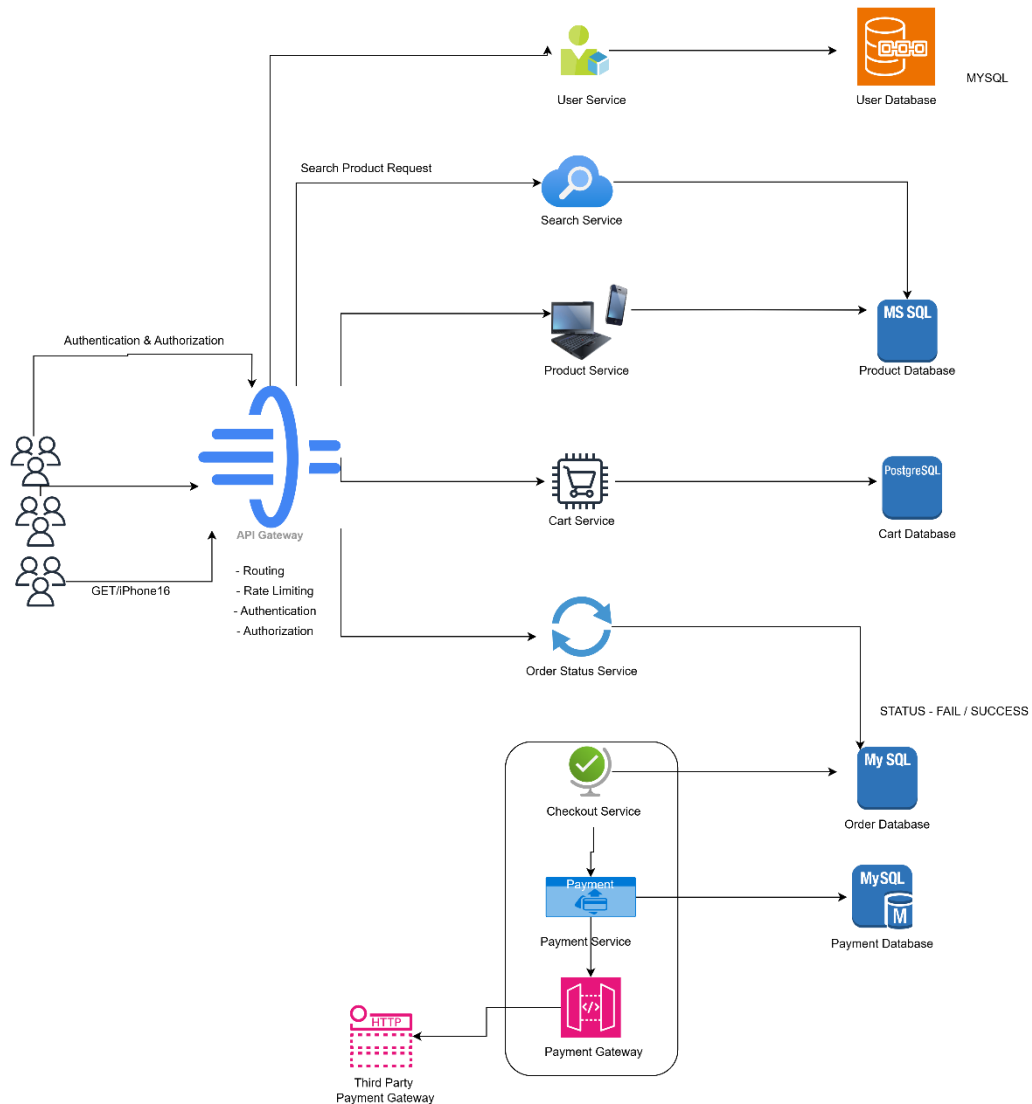 User Service
User Database
MYSQL
Search Product Request
Search Service
MS SQL
Product Service
Product Database
Authentication & Authorization
PostgreSQL
Cart Service
Cart Database
API Gateway
GET/iPhone16
- Routing
- Rate Limiting
- Authentication
- Authorization
Order Status Service
STATUS - FAIL / SUCCESS
My SQL
Checkout Service
Order Database
Payment
MySQL
M
Payment Service
Payment Database
HTTP
Payment Gateway
Third Party
Payment Gateway